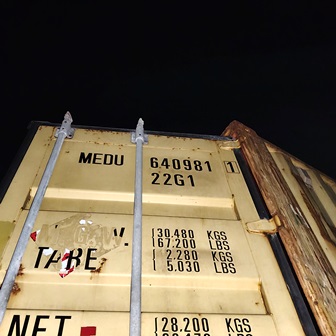 MEDU 640981 1
22G1
30.480 KGS
67.200 LBS
TARE 2.280 KGS
5.030 LBS
NET 28.200 KGS